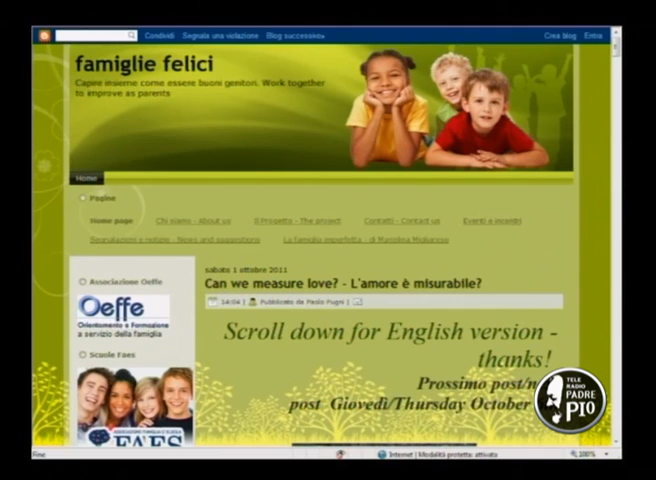 Condividi Segnala una violazione Blog successivo» Crea blog Entra
famiglie felici
Capire insieme come essere buoni genitori. Work together
to improve as parents
Home
Pagine
Home page Chi siamo - About us Il Progetto - The project Contatti - Contact us Eventi e incontri
Segnalazioni e notizie - News and suggestions La famiglia imperfetta - di Mariolina Migliarese
sabato 1 ottobre 2011
Can we measure love? - L'amore è misurabile?
14:04 | Pubblicato da Paolo Pugni |
Associazione Oeffe
Oeffe
Orientamento e Formazione
a servizio della famiglia
Scuole Faes
ASSOCIAZIONE FAMIGLIA E SCUOLA
FAES
Scroll down for English version -
thanks!
Prossimo post/n
post Giovedì/Thursday October
TELE
RADIO
PADRE
PIO
Fine Internet | Modalità protetta: attivata 100%